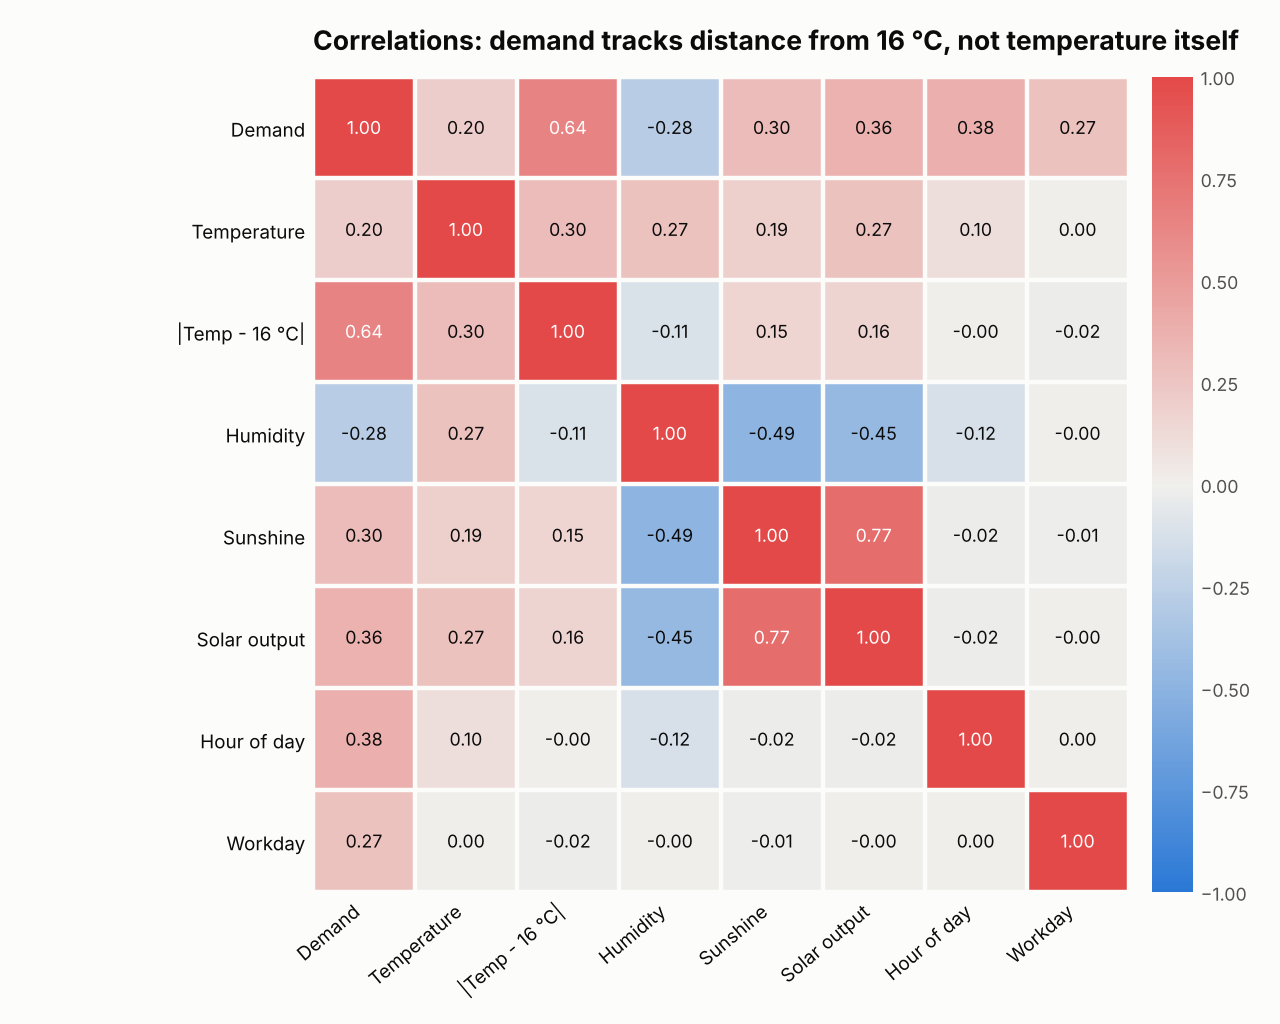 Correlations: demand tracks distance from 16 °C, not temperature itself
Demand 1.00 0.20 0.64 -0.28 0.30 0.36 0.38 0.27
Temperature 0.20 1.00 0.30 0.27 0.19 0.27 0.10 0.00
|Temp - 16 °C| 0.64 0.30 1.00 -0.11 0.15 0.16 -0.00 -0.02
Humidity -0.28 0.27 -0.11 1.00 -0.49 -0.45 -0.12 -0.00
Sunshine 0.30 0.19 0.15 -0.49 1.00 0.77 -0.02 -0.01
Solar output 0.36 0.27 0.16 -0.45 0.77 1.00 -0.02 -0.00
Hour of day 0.38 0.10 -0.00 -0.12 -0.02 -0.02 1.00 0.00
Workday 0.27 0.00 -0.02 -0.00 -0.01 -0.00 0.00 1.00
Demand Temperature |Temp - 16 °C| Humidity Sunshine Solar output Hour of day Workday
1.00
0.75
0.50
0.25
0.00
−0.25
−0.50
−0.75
−1.00